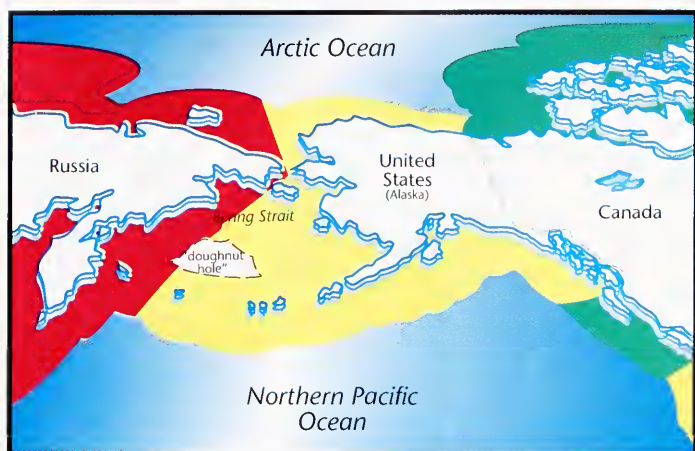 Arctic Ocean
Russia
United
States
(Alaska)
Canada
Strait
"doughnut
hole"
Northern Pacific
Ocean